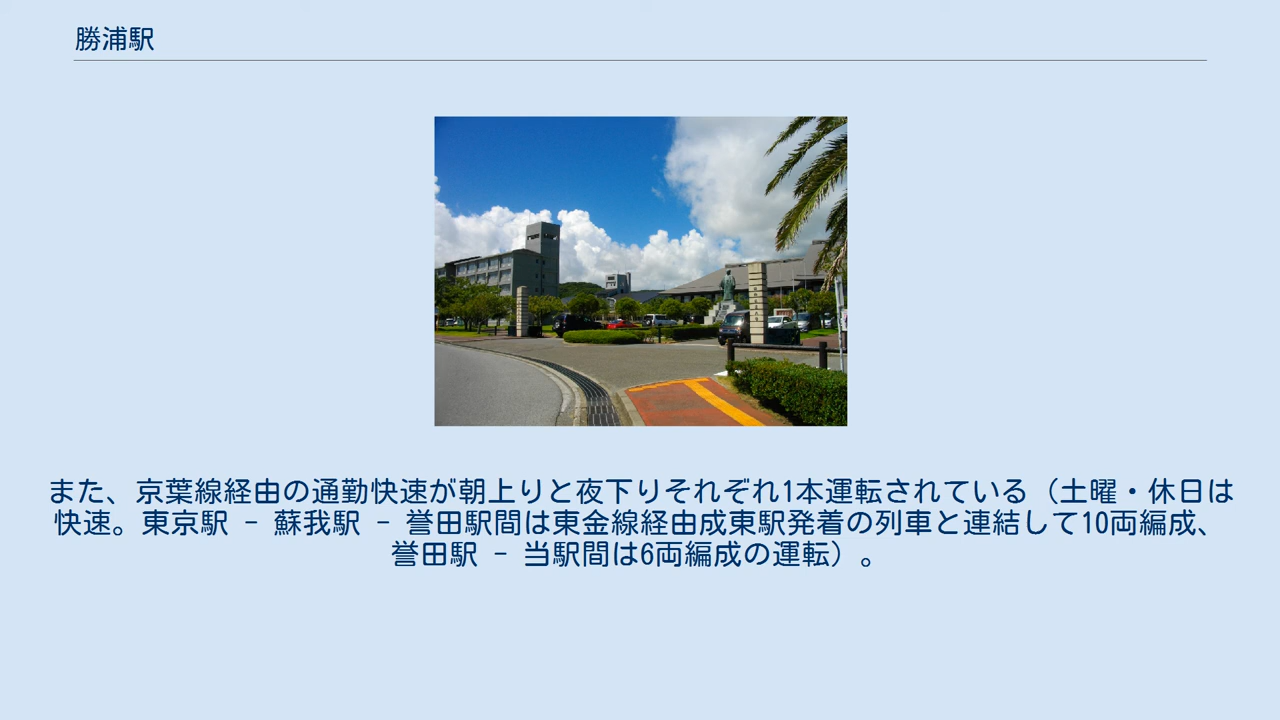 勝浦駅
また、京葉線経由の通勤快速が朝上りと夜下りそれぞれ1本運転されている（土曜・休日は
快速。東京駅 - 蘇我駅 - 誉田駅間は東金線経由成東駅発着の列車と連結して10両編成、
誉田駅 - 当駅間は6両編成の運転）。